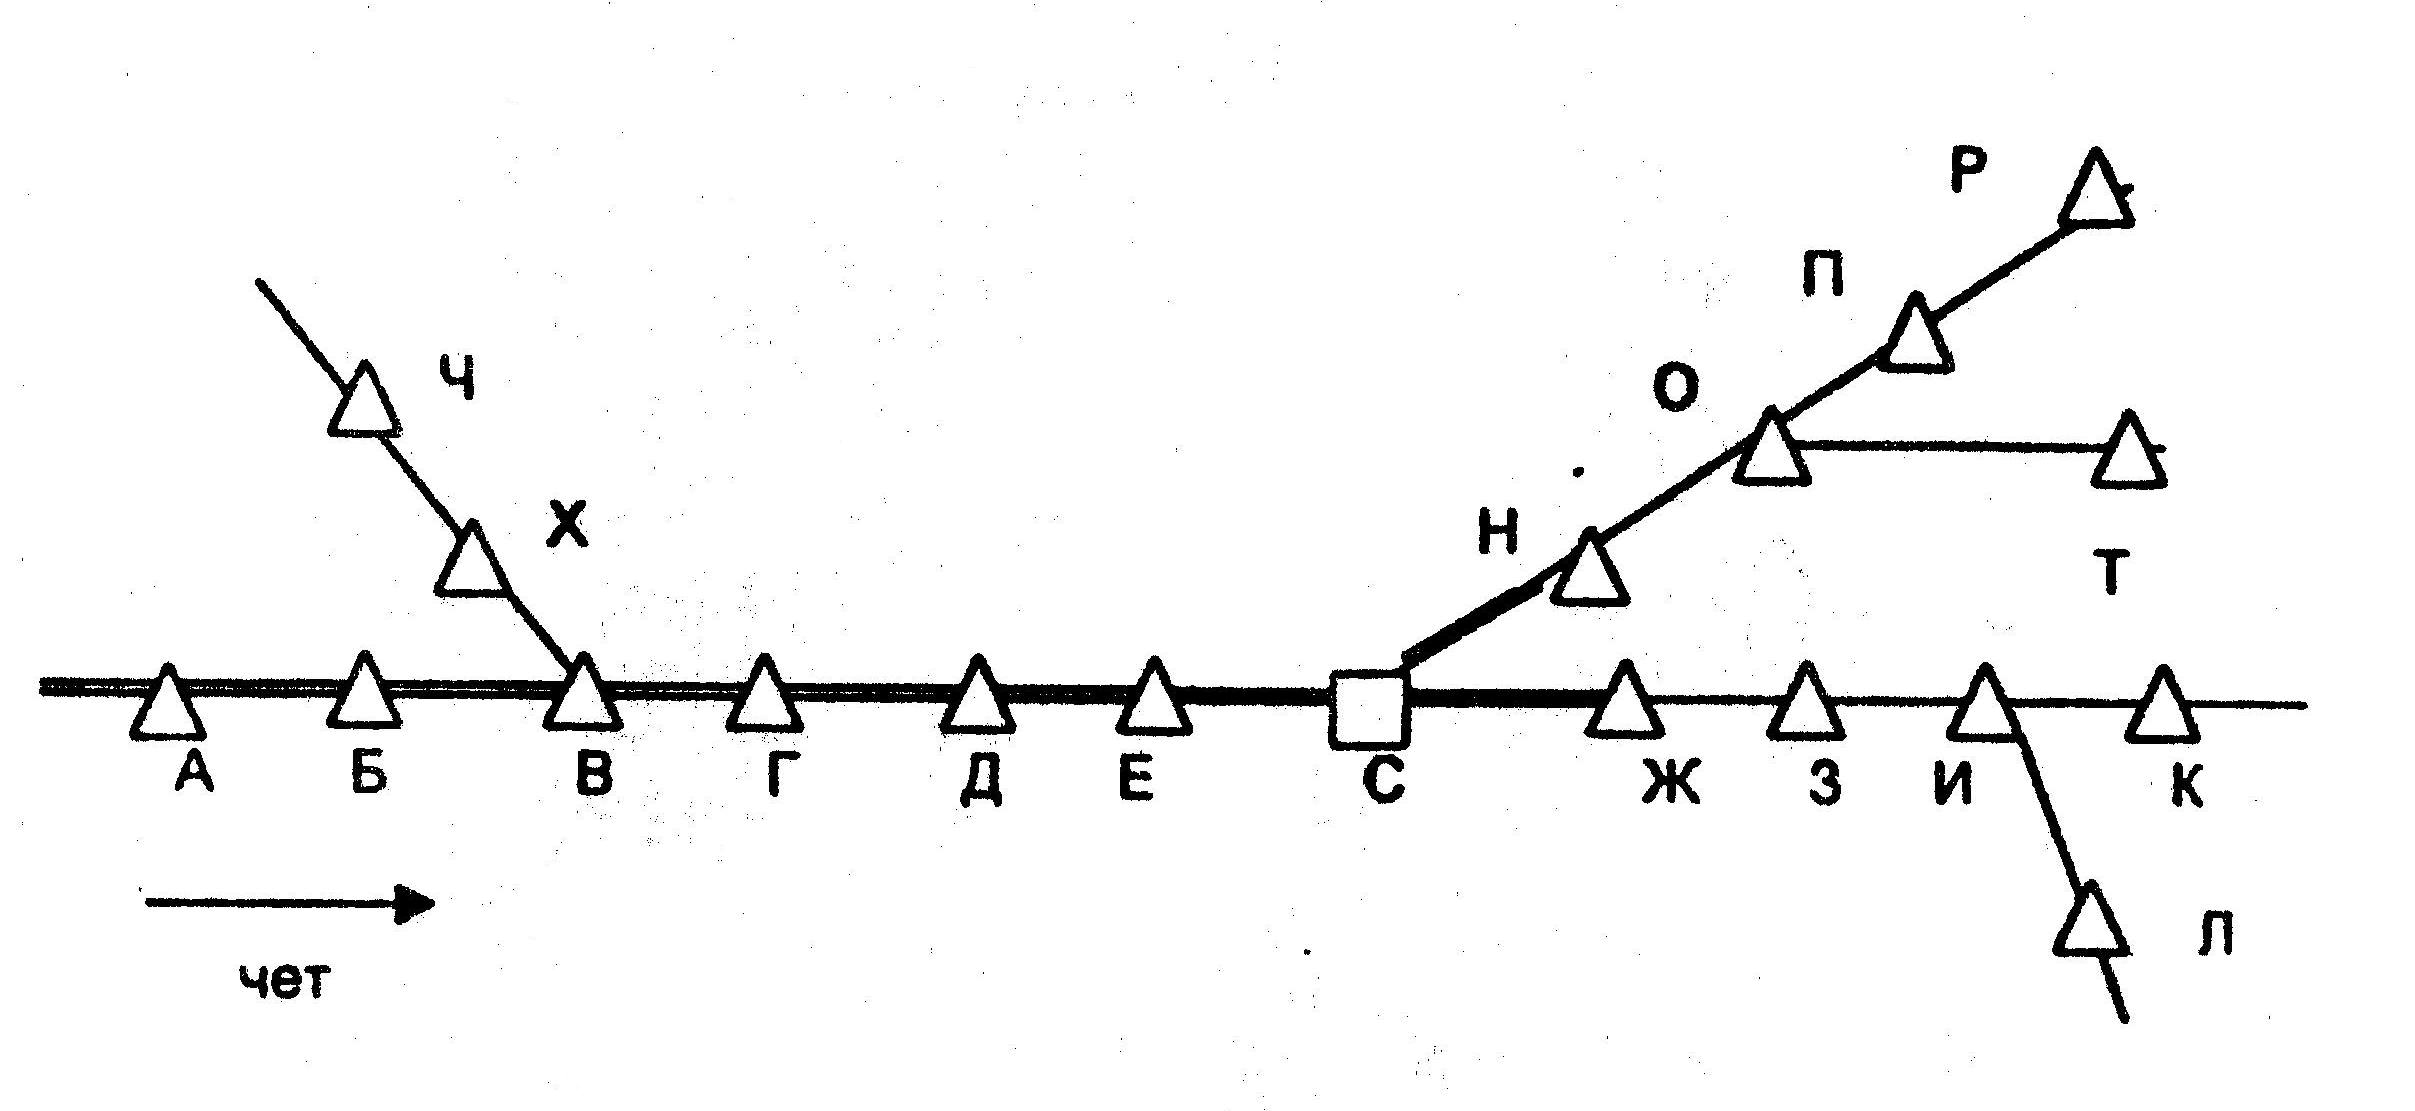 Р
П
О
Ч
Х
Н
Т
А Б В Г Д Е С Ж З И К
Л
чет